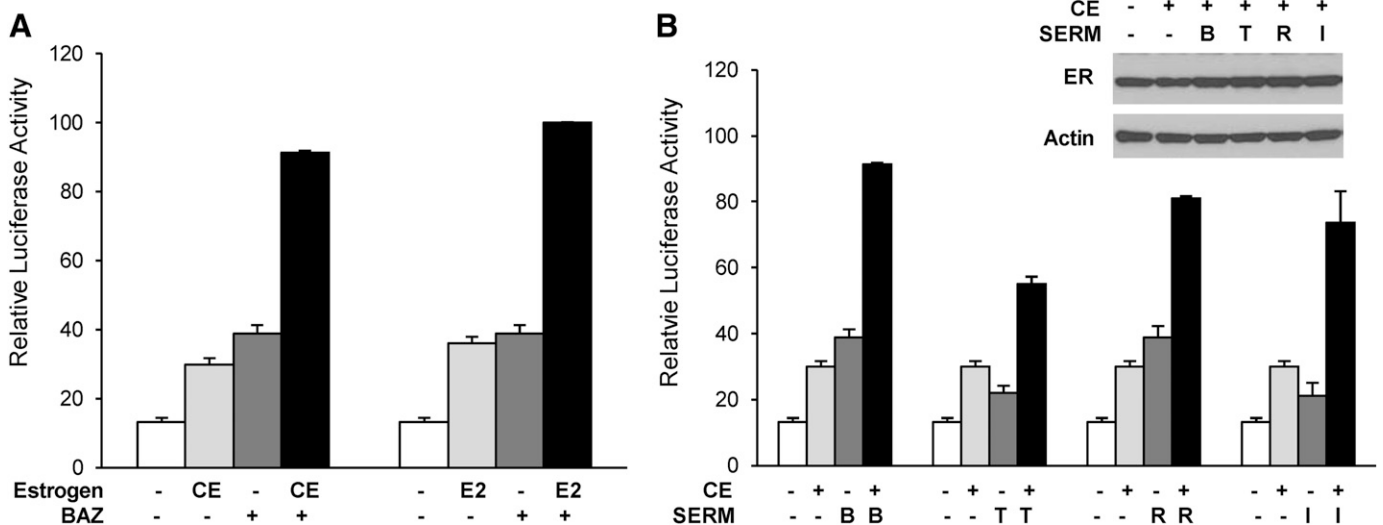 A
Relative Luciferase Activity
120
100
80
60
40
20
0
Estrogen - CE - CE - E2 - E2
BAZ - - + + - - + +
B
CE - + + + + +
SERM - - B T R I
ER
Actin
Relatvie Luciferase Activity
120
100
80
60
40
20
0
CE - + - + - + - + - + - + - + - +
SERM - - B B - - T T - - R R - - I I